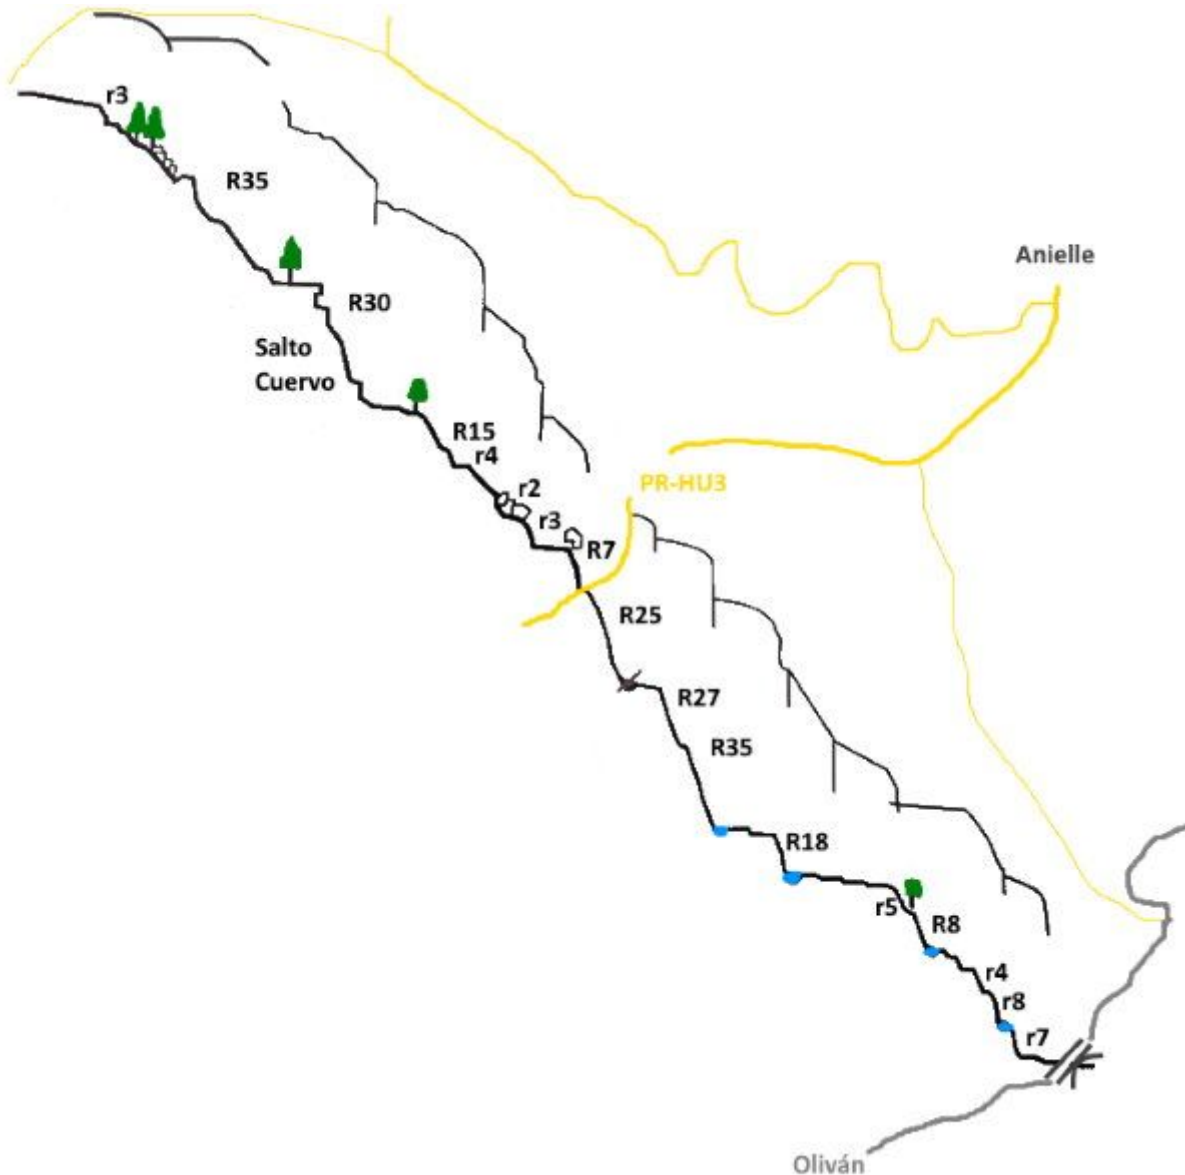 r3
R35
Anielle
R30
Salto
Cuervo
R15
r4
r2
PR-HU3
r3
R7
R25
R27
R35
R18
r5
R8
r4
r8
r7
Oliván